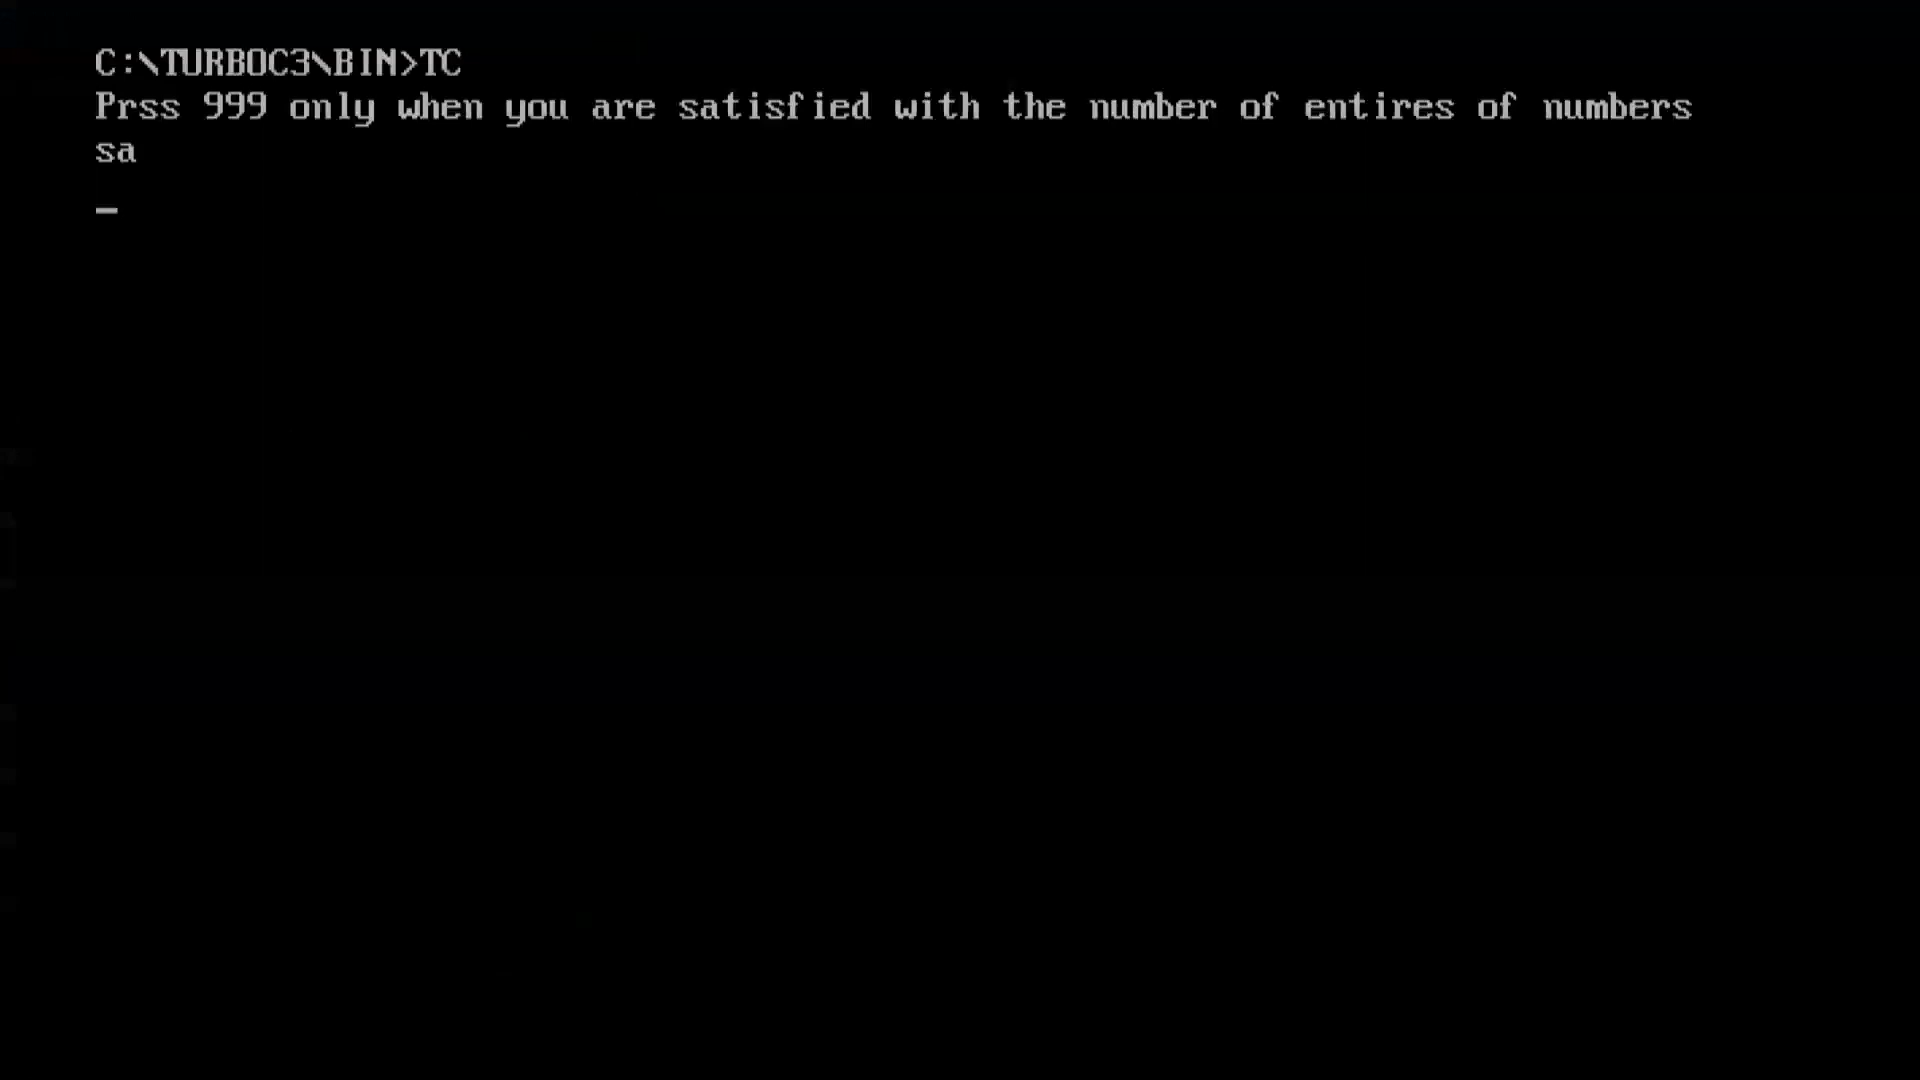 C:\TURBOC3\BIN>TC
Prss 999 only when you are satisfied with the number of entires of numbers
sa
_